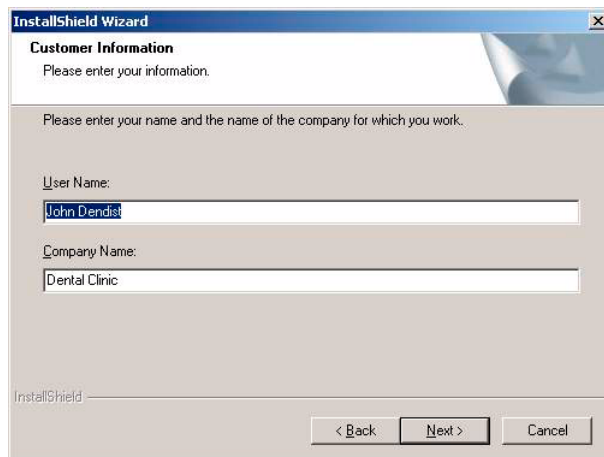 InstallShield Wizard
Customer Information
Please enter your information.
Please enter your name and the name of the company for which you work.
User Name:
John Dendist
Company Name:
Dental Clinic
InstallShield
< Back Next > Cancel